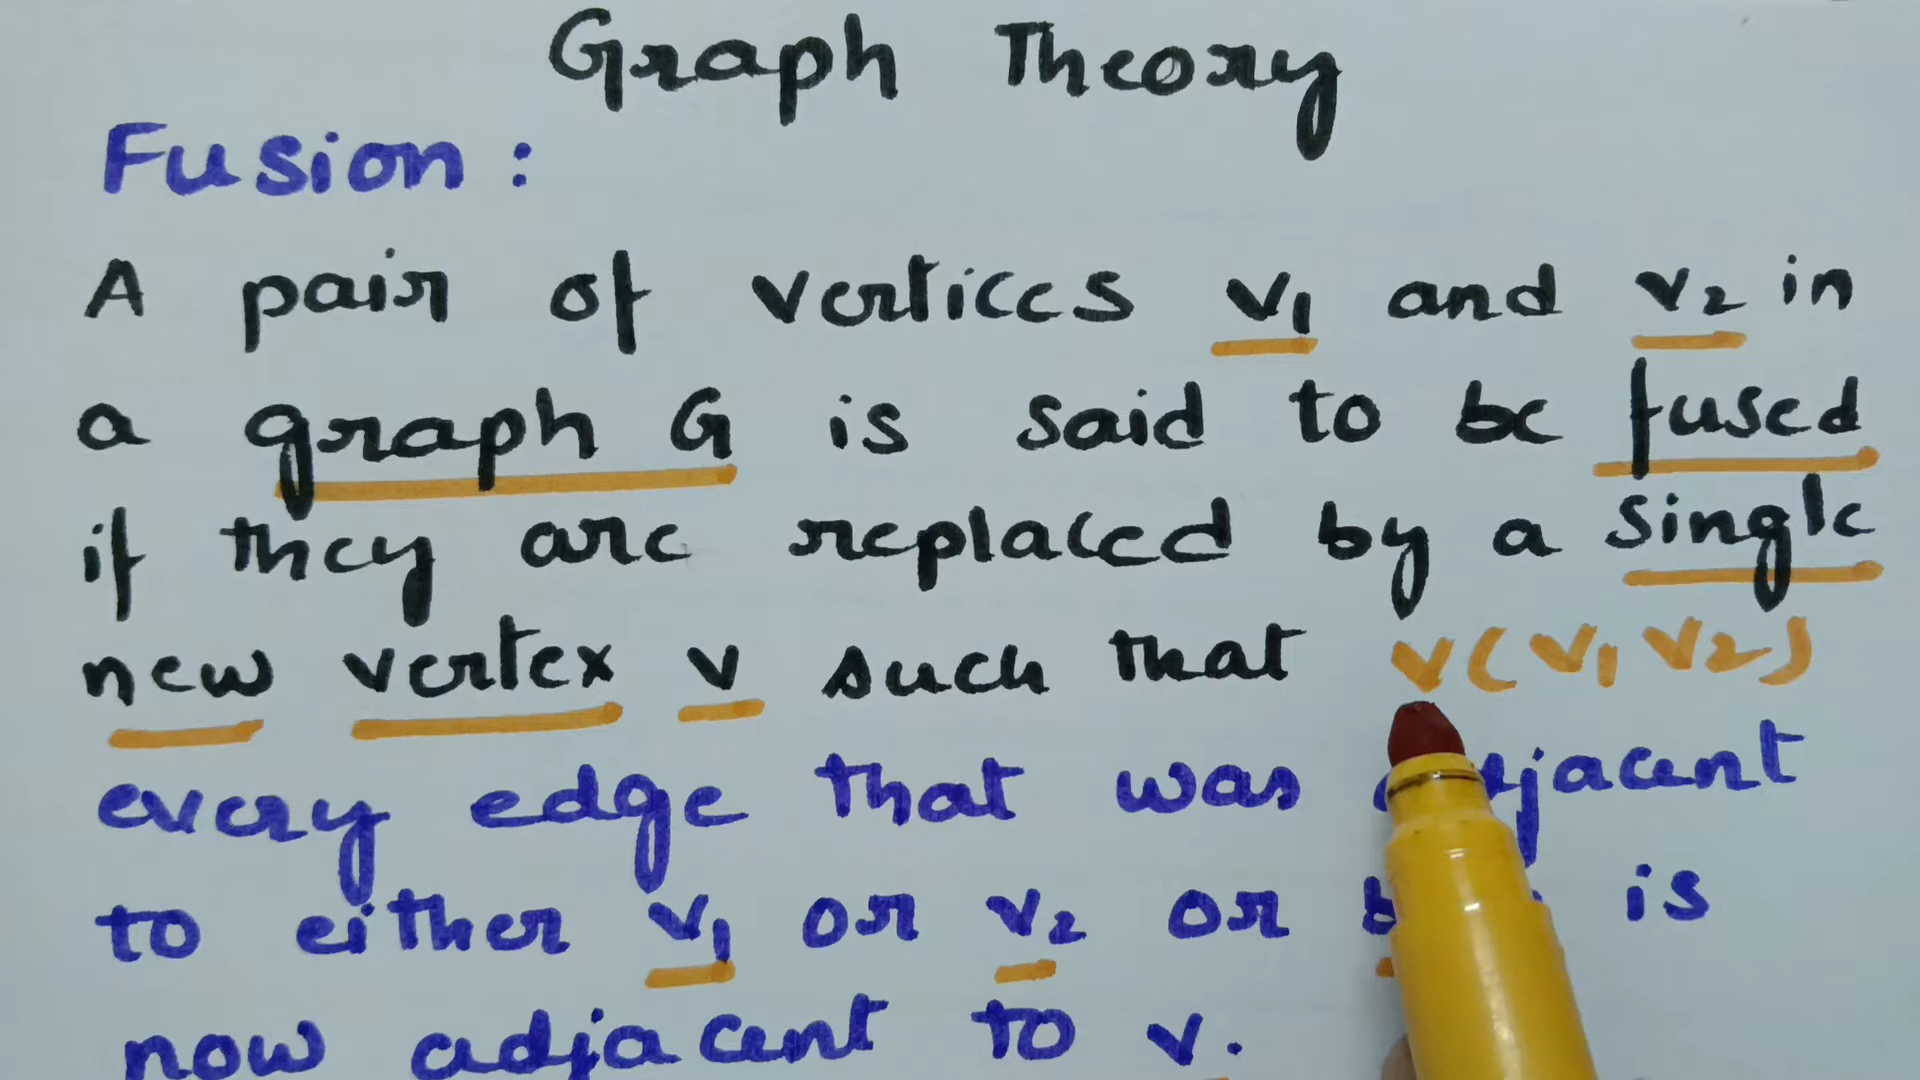 Graph Theory
Fusion :
A pair of vertices v1 and v2 in
a graph G is said to be fused
if they are replaced by a single
new vertex v such that v(v1 v2)
every edge that was adjacent
to either v1 or v2 or is
now adjacent to v.